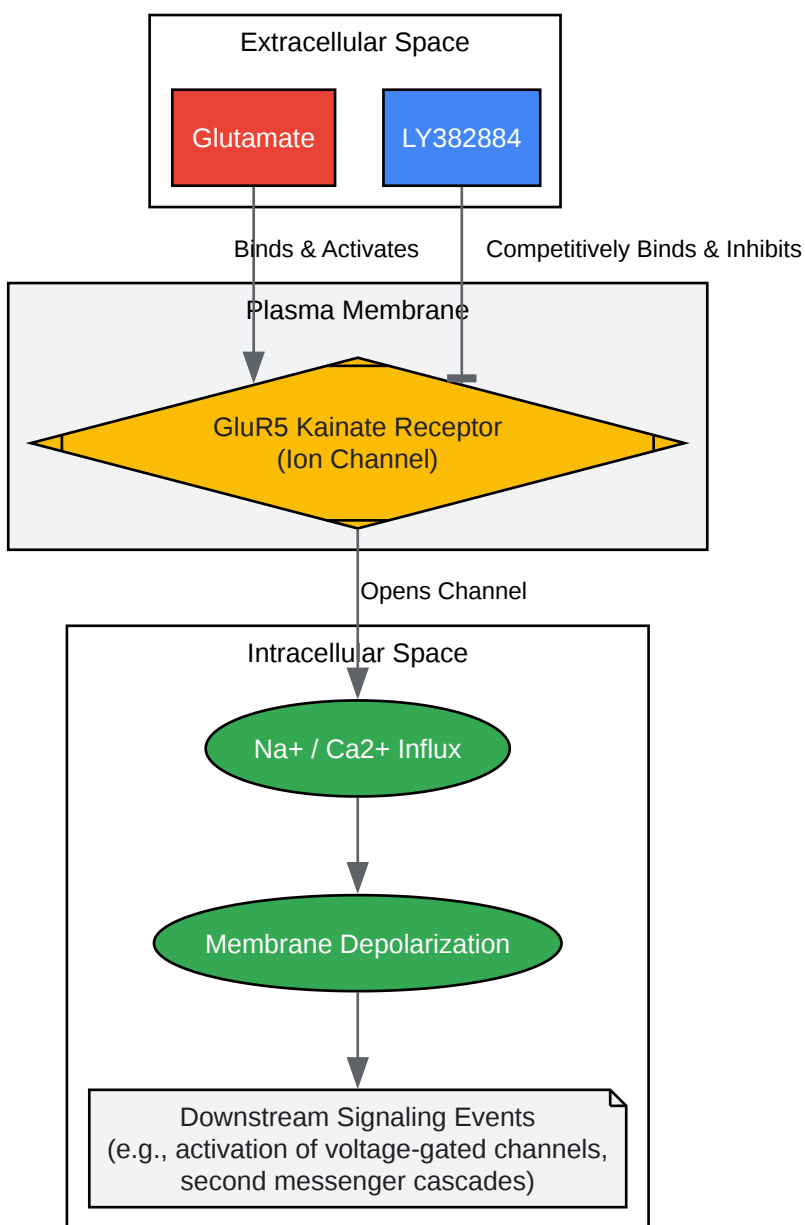 Extracellular Space
Glutamate
LY382884
Binds & Activates
Competitively Binds & Inhibits
Plasma Membrane
GluR5 Kainate Receptor
(Ion Channel)
Opens Channel
Intracellular Space
Na+ / Ca2+ Influx
Membrane Depolarization
Downstream Signaling Events
(e.g., activation of voltage-gated channels,
second messenger cascades)